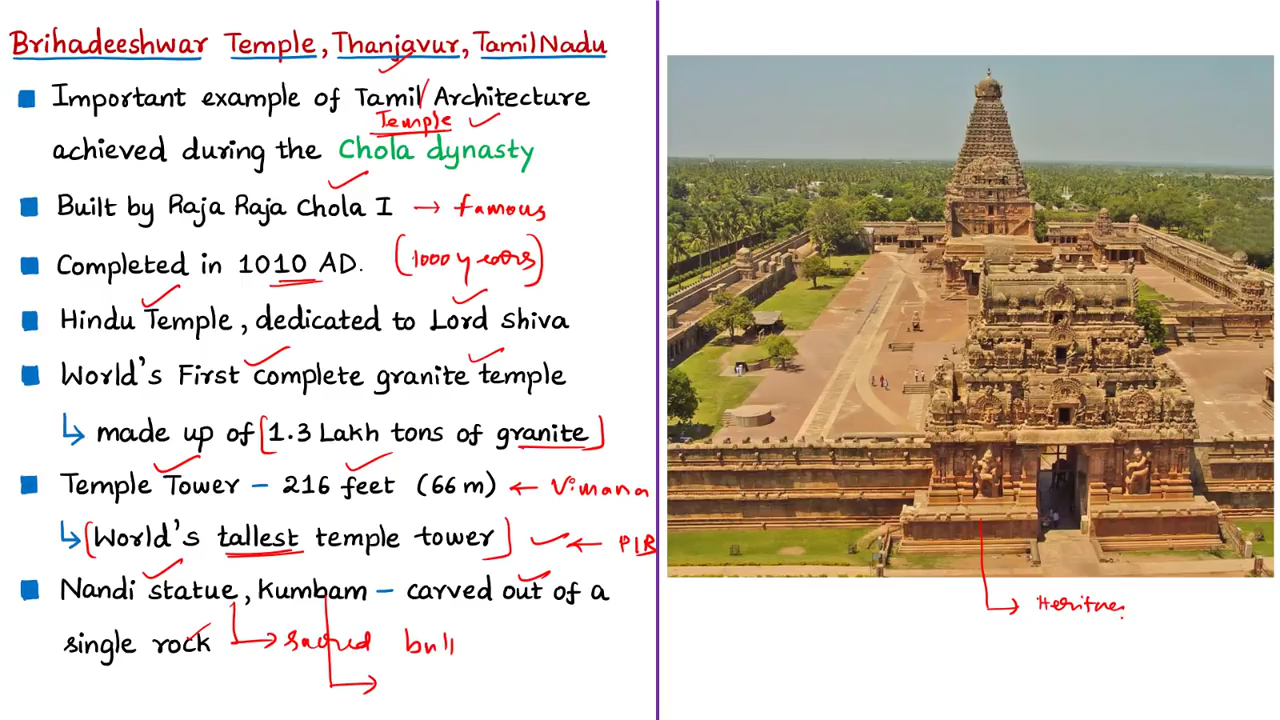 Brihadeeshwar Temple, Thanjavur, TamilNadu
Important example of Tamil Architecture
Temple
achieved during the Chola dynasty
Built by Raja Raja Chola I → famous
Completed in 1010 AD. (1000 years)
Hindu Temple, dedicated to Lord shiva
World's First complete granite temple
made up of [1.3 Lakh tons of granite]
Temple Tower – 216 feet (66 m) ← Vimana
[World's tallest temple tower] ← PIB
Nandi statue, Kumbam – carved out of a
single rock → sacred bull